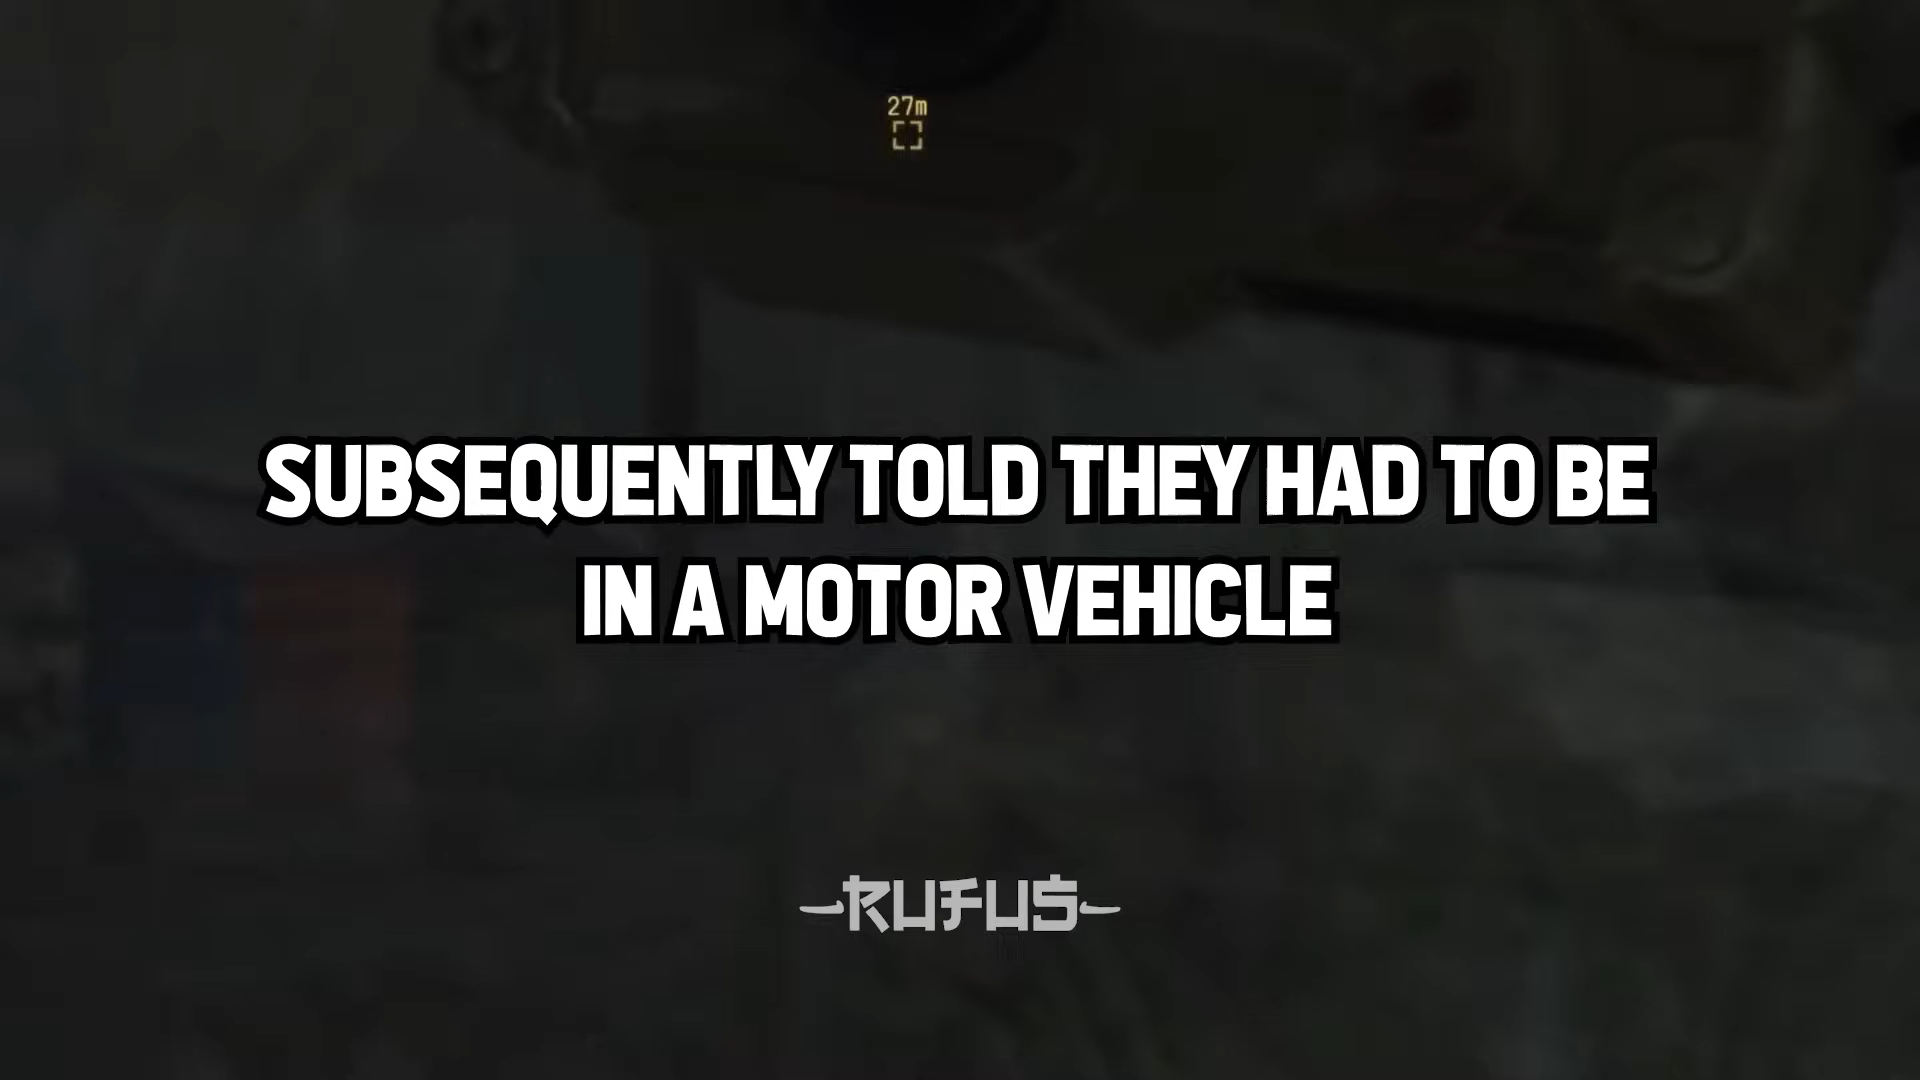 27m
SUBSEQUENTLY TOLD THEY HAD TO BE
IN A MOTOR VEHICLE
-RUFUS-